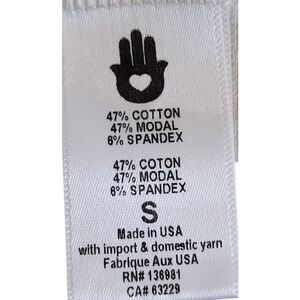 47% COTTON
47% MODAL
6% SPANDEX
47% COTON
47% MODAL
6% SPANDEX
S
Made in USA
with import & domestic yarn
Fabrique Aux USA
RN# 136981
CA# 63229